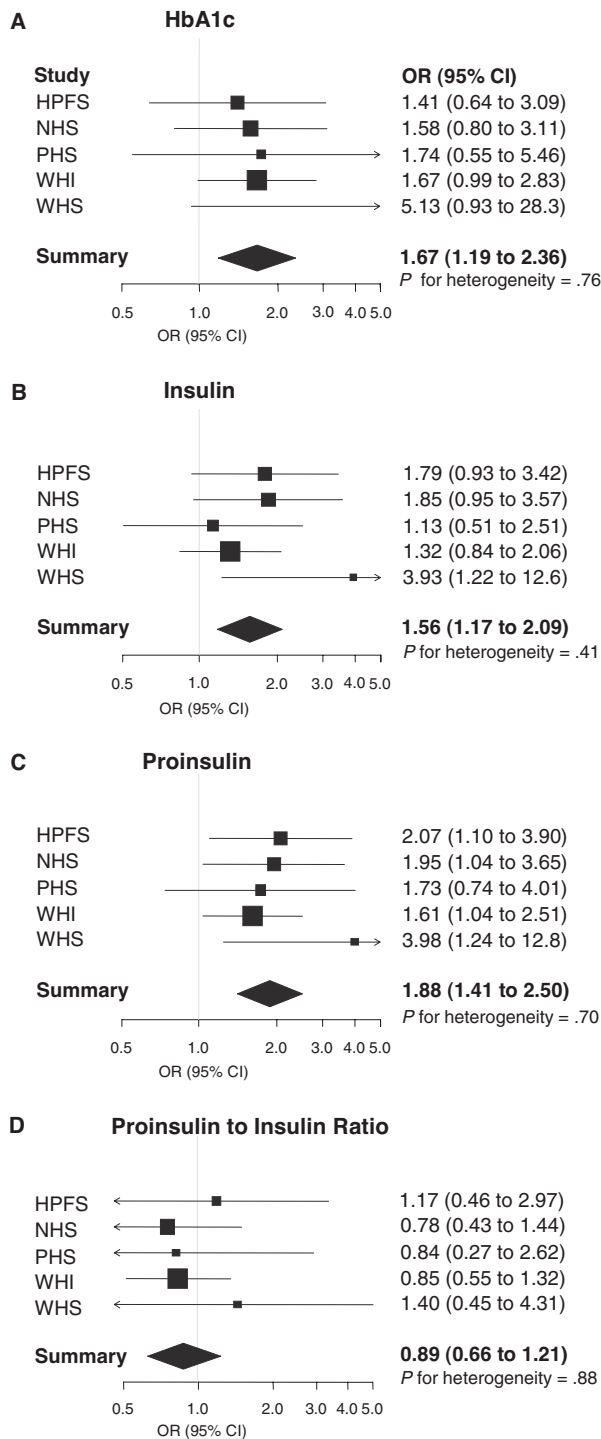 A HbA1c
Study OR (95% CI)
HPFS 1.41 (0.64 to 3.09)
NHS 1.58 (0.80 to 3.11)
PHS 1.74 (0.55 to 5.46)
WHI 1.67 (0.99 to 2.83)
WHS 5.13 (0.93 to 28.3)
Summary 1.67 (1.19 to 2.36)
P for heterogeneity = .76
0.5 1.0 2.0 3.0 4.0 5.0
OR (95% CI)
B Insulin
HPFS 1.79 (0.93 to 3.42)
NHS 1.85 (0.95 to 3.57)
PHS 1.13 (0.51 to 2.51)
WHI 1.32 (0.84 to 2.06)
WHS 3.93 (1.22 to 12.6)
Summary 1.56 (1.17 to 2.09)
P for heterogeneity = .41
0.5 1.0 2.0 3.0 4.0 5.0
OR (95% CI)
C Proinsulin
HPFS 2.07 (1.10 to 3.90)
NHS 1.95 (1.04 to 3.65)
PHS 1.73 (0.74 to 4.01)
WHI 1.61 (1.04 to 2.51)
WHS 3.98 (1.24 to 12.8)
Summary 1.88 (1.41 to 2.50)
P for heterogeneity = .70
0.5 1.0 2.0 3.0 4.0 5.0
OR (95% CI)
D Proinsulin to Insulin Ratio
HPFS 1.17 (0.46 to 2.97)
NHS 0.78 (0.43 to 1.44)
PHS 0.84 (0.27 to 2.62)
WHI 0.85 (0.55 to 1.32)
WHS 1.40 (0.45 to 4.31)
Summary 0.89 (0.66 to 1.21)
P for heterogeneity = .88
0.5 1.0 2.0 3.0 4.0 5.0
OR (95% CI)